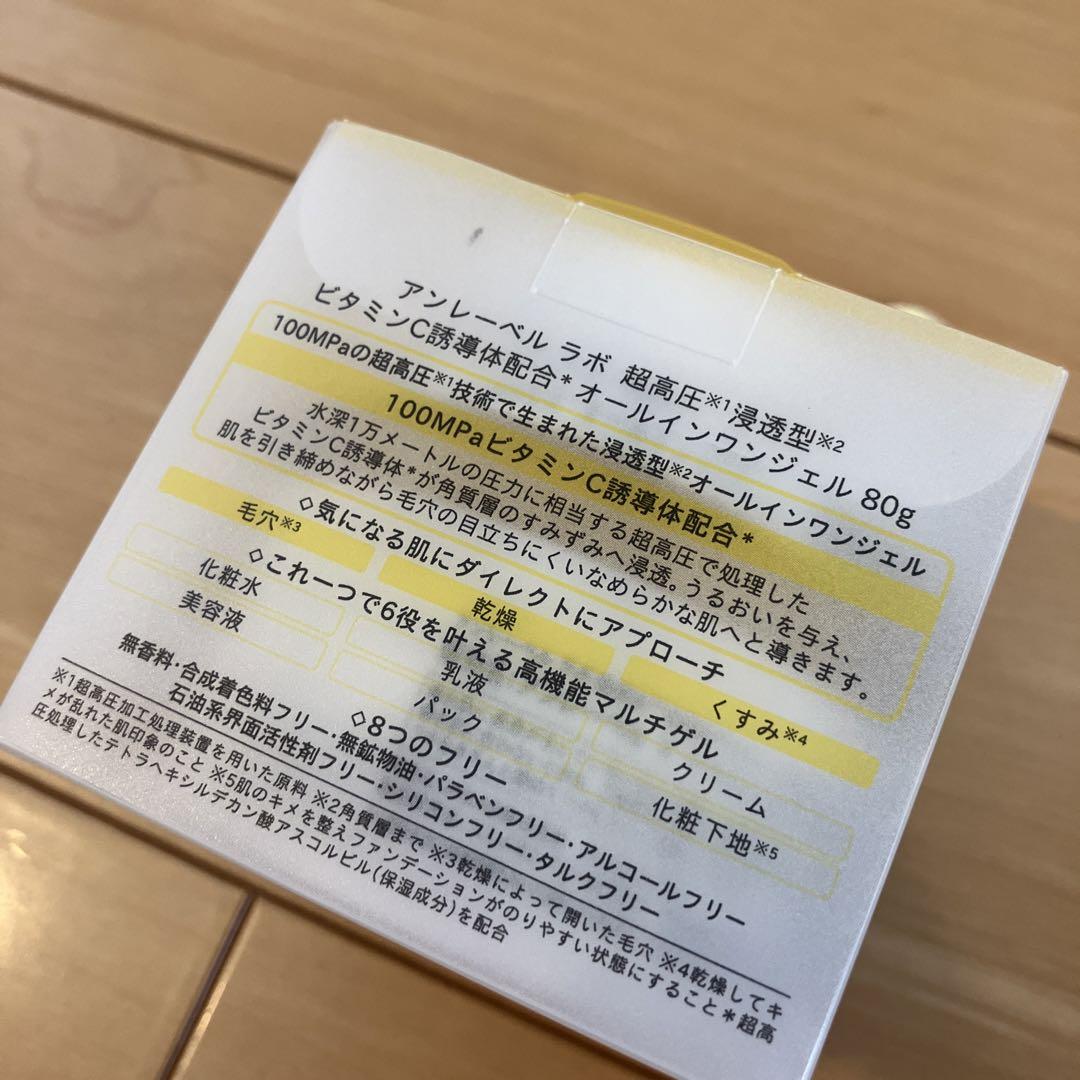 アンレーベル ラボ 超高圧※1浸透型※2
ビタミンC誘導体配合* オールインワンジェル 80g
100MPaの超高圧※1技術で生まれた浸透型※2オールインワンジェル
100MPaビタミンC誘導体配合*
水深1万メートルの圧力に相当する超高圧で処理した
ビタミンC誘導体*が角質層のすみずみへ浸透。うるおいを与え、
肌を引き締めながら毛穴の目立ちにくいなめらかな肌へと導きます。
◇気になる肌にダイレクトにアプローチ
毛穴※3 乾燥 くすみ※4
◇これ一つで6役を叶える高機能マルチゲル
化粧水 乳液 クリーム
美容液 パック 化粧下地※5
◇8つのフリー
無香料・合成着色料フリー・無鉱物油・パラベンフリー・アルコールフリー
石油系界面活性剤フリー・シリコンフリー・タルクフリー
※1超高圧加工処理装置を用いた原料 ※2角質層まで ※3乾燥によって開いた毛穴 ※4乾燥してキ
メが乱れた肌印象のこと ※5肌のキメを整えファンデーションがのりやすい状態にすること *超高
圧処理したテトラヘキシルデカン酸アスコルビル(保湿成分)を配合